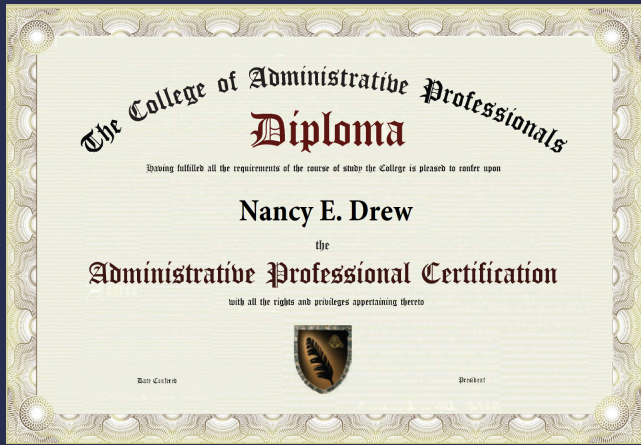 The College of Administrative Professionals
Diploma
Having fulfilled all the requirements of the course of study the College is pleased to confer upon
Nancy E. Drew
the
Administrative Professional Certification
with all the rights and privileges appertaining thereto
Date Confered
President